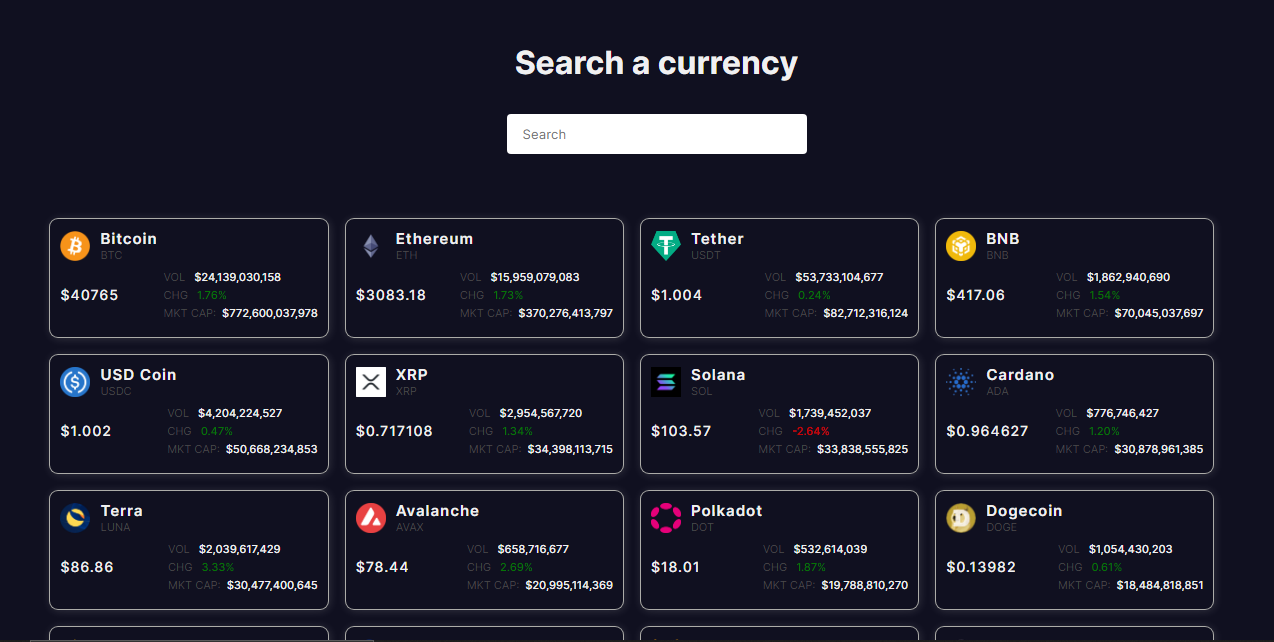 Search a currency
Search
Bitcoin
BTC
$40765
VOL $24,139,030,158
CHG 1.76%
MKT CAP: $772,600,037,978
Ethereum
ETH
$3083.18
VOL $15,959,079,083
CHG 1.73%
MKT CAP: $370,276,413,797
Tether
USDT
$1.004
VOL $53,733,104,677
CHG 0.24%
MKT CAP: $82,712,316,124
BNB
BNB
$417.06
VOL $1,862,940,690
CHG 1.54%
MKT CAP: $70,045,037,697
USD Coin
USDC
$1.002
VOL $4,204,224,527
CHG 0.47%
MKT CAP: $50,668,234,853
XRP
XRP
$0.717108
VOL $2,954,567,720
CHG 1.34%
MKT CAP: $34,398,113,715
Solana
SOL
$103.57
VOL $1,739,452,037
CHG -2.64%
MKT CAP: $33,838,555,825
Cardano
ADA
$0.964627
VOL $776,746,427
CHG 1.20%
MKT CAP: $30,878,961,385
Terra
LUNA
$86.86
VOL $2,039,617,429
CHG 3.33%
MKT CAP: $30,477,400,645
Avalanche
AVAX
$78.44
VOL $658,716,677
CHG 2.69%
MKT CAP: $20,995,114,369
Polkadot
DOT
$18.01
VOL $532,614,039
CHG 1.87%
MKT CAP: $19,788,810,270
Dogecoin
DOGE
$0.13982
VOL $1,054,430,203
CHG 0.61%
MKT CAP: $18,484,818,851